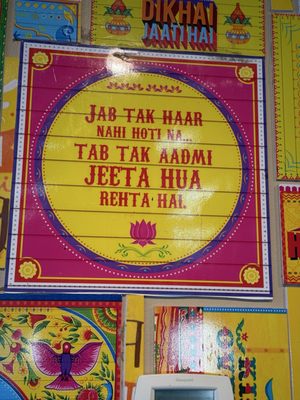 DIKHAI
JAATI HAI
JAB TAK HAAR
NAHI HOTI NA...
TAB TAK AADMI
JEETA HUA
REHTA HAI.